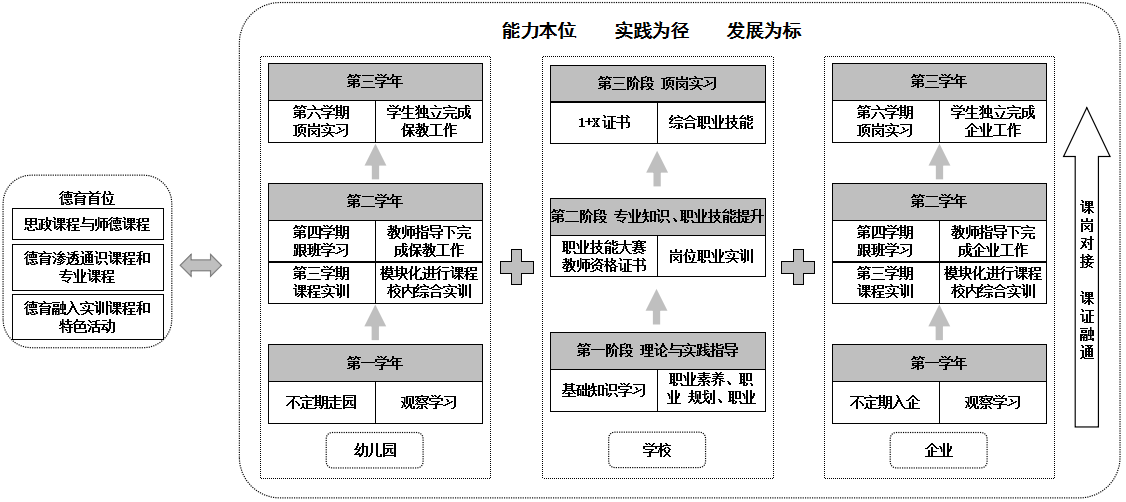 能力本位 实践为径 发展为标
德育首位
思政课程与师德课程
德育渗透通识课程和
专业课程
德育融入实训课程和
特色活动
第三学年
第六学期
顶岗实习
学生独立完成
保教工作
第二学年
第四学期
跟班学习
教师指导下完
成保教工作
第三学期
课程实训
模块化进行课程
校内综合实训
第一学年
不定期走园
观察学习
幼儿园
第三阶段 顶岗实习
1+X 证书
综合职业技能
第二阶段 专业知识、职业技能提升
职业技能大赛
教师资格证书
岗位职业实训
第一阶段 理论与实践指导
基础知识学习
职业素养、职
业 规划、职业
学校
第三学年
第六学期
顶岗实习
学生独立完成
企业工作
第二学年
第四学期
跟班学习
教师指导下完
成企业工作
第三学期
课程实训
模块化进行课程
校内综合实训
第一学年
不定期入企
观察学习
企业
课岗对接 课证融通